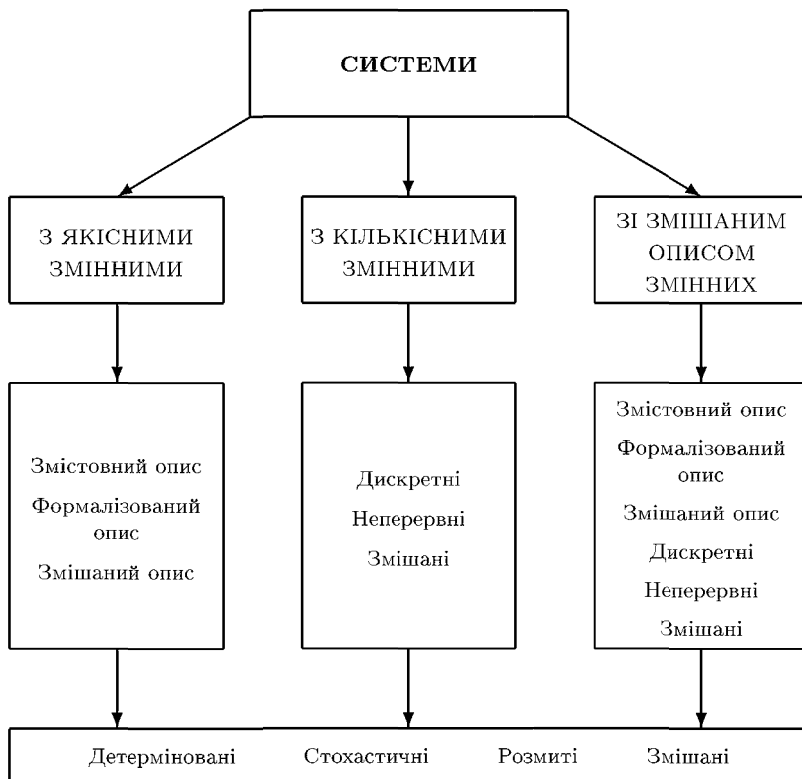 СИСТЕМИ
З ЯКІСНИМИ
ЗМІННИМИ
З КІЛЬКІСНИМИ
ЗМІННИМИ
ЗІ ЗМІШАНИМ
ОПИСОМ
ЗМІННИХ
Змістовний опис
Формалізований
опис
Змішаний опис
Дискретні
Неперервні
Змішані
Змістовний опис
Формалізований
опис
Змішаний опис
Дискретні
Неперервні
Змішані
Детерміновані Стохастичні Розмиті Змішані